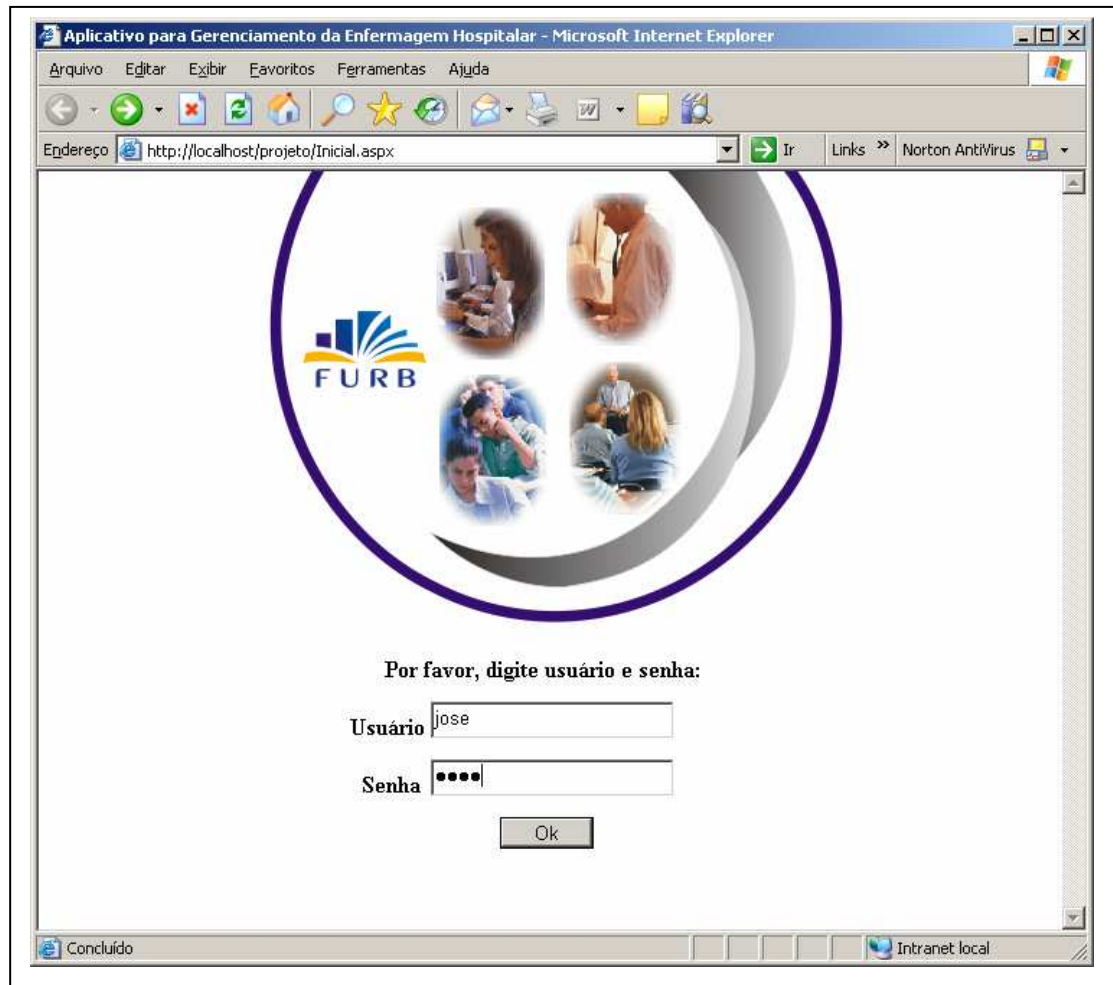 Aplicativo para Gerenciamento da Enfermagem Hospitalar - Microsoft Internet Explorer
Arquivo Editar Exibir Favoritos Ferramentas Ajuda
Endereço http://localhost/projeto/Inicial.aspx Ir Links » Norton AntiVirus
FURB
Por favor, digite usuário e senha:
Usuário jose
Senha ••••
Ok
Concluído Intranet local